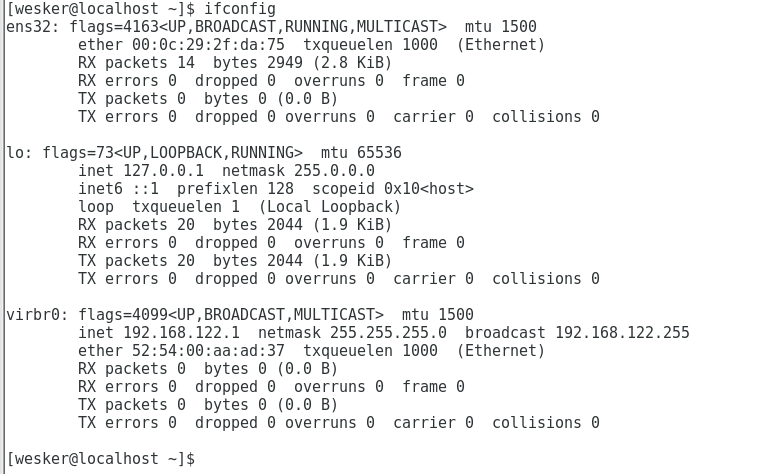 [wesker@localhost ~]$ ifconfig
ens32: flags=4163<UP,BROADCAST,RUNNING,MULTICAST>  mtu 1500
        ether 00:0c:29:2f:da:75  txqueuelen 1000  (Ethernet)
        RX packets 14  bytes 2949 (2.8 KiB)
        RX errors 0  dropped 0  overruns 0  frame 0
        TX packets 0  bytes 0 (0.0 B)
        TX errors 0  dropped 0 overruns 0  carrier 0  collisions 0

lo: flags=73<UP,LOOPBACK,RUNNING>  mtu 65536
        inet 127.0.0.1  netmask 255.0.0.0
        inet6 ::1  prefixlen 128  scopeid 0x10<host>
        loop  txqueuelen 1  (Local Loopback)
        RX packets 20  bytes 2044 (1.9 KiB)
        RX errors 0  dropped 0  overruns 0  frame 0
        TX packets 20  bytes 2044 (1.9 KiB)
        TX errors 0  dropped 0 overruns 0  carrier 0  collisions 0

virbr0: flags=4099<UP,BROADCAST,MULTICAST>  mtu 1500
        inet 192.168.122.1  netmask 255.255.255.0  broadcast 192.168.122.255
        ether 52:54:00:aa:ad:37  txqueuelen 1000  (Ethernet)
        RX packets 0  bytes 0 (0.0 B)
        RX errors 0  dropped 0  overruns 0  frame 0
        TX packets 0  bytes 0 (0.0 B)
        TX errors 0  dropped 0 overruns 0  carrier 0  collisions 0

[wesker@localhost ~]$